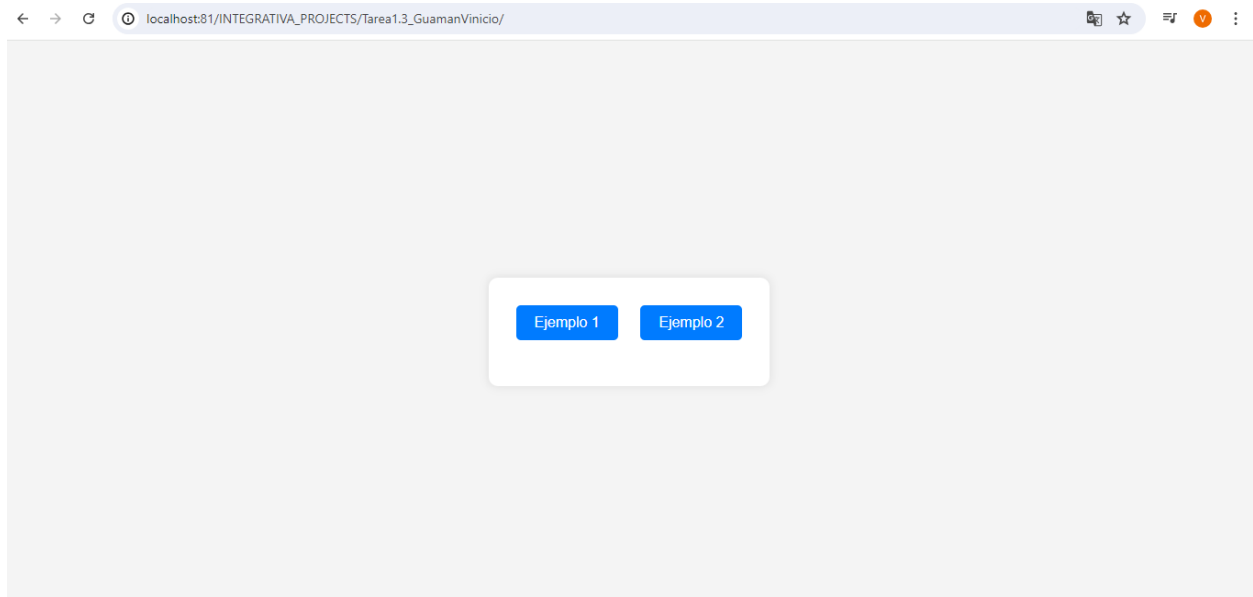 localhost:81/INTEGRATIVA_PROJECTS/Tarea1.3_GuamanVinicio/
V
Ejemplo 1
Ejemplo 2